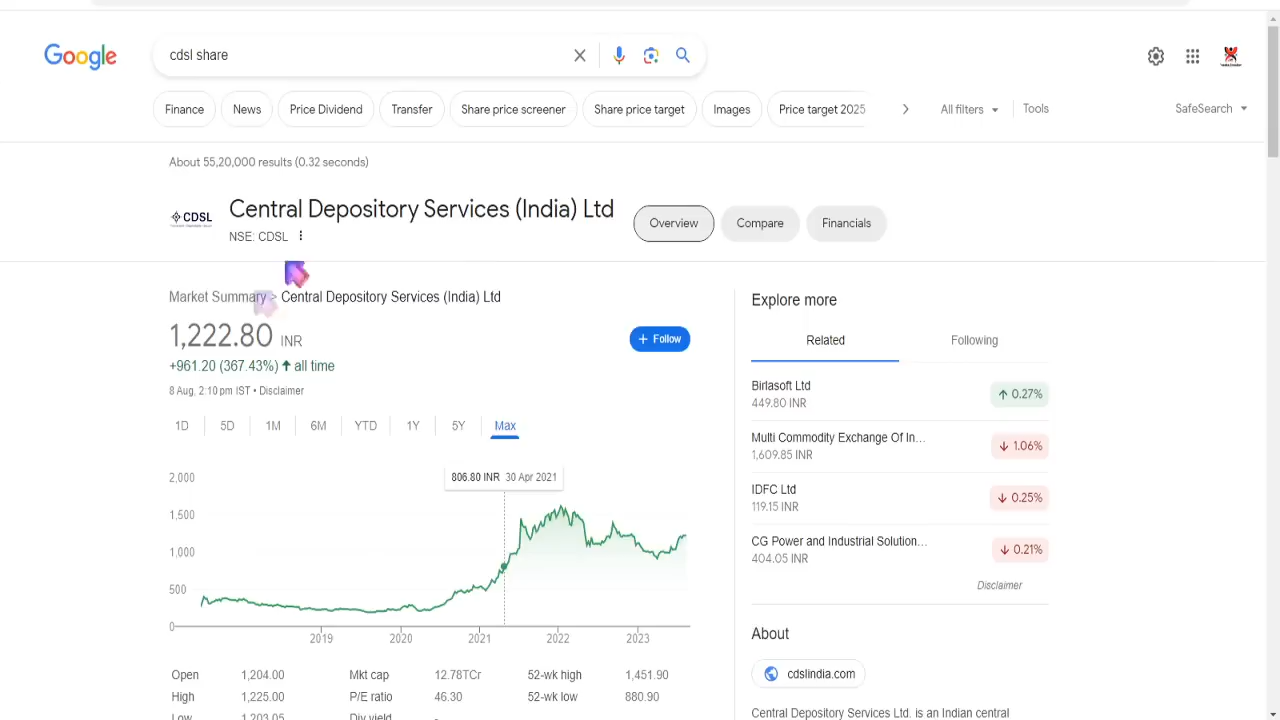 Google
cdsl share
Finance
News
Price Dividend
Transfer
Share price screener
Share price target
Images
Price target 2025
All filters
Tools
SafeSearch
About 55,20,000 results (0.32 seconds)
CDSL
Central Depository Services (India) Ltd
NSE: CDSL
Overview
Compare
Financials
Market Summary > Central Depository Services (India) Ltd
1,222.80 INR
+ Follow
+961.20 (367.43%) ↑ all time
8 Aug, 2:10 pm IST • Disclaimer
1D
5D
1M
6M
YTD
1Y
5Y
Max
806.80 INR 30 Apr 2021
2,000
1,500
1,000
500
0
2019
2020
2021
2022
2023
Open 1,204.00
Mkt cap 12.78TCr
52-wk high 1,451.90
High 1,225.00
P/E ratio 46.30
52-wk low 880.90
Low 1,203.05
Div yield -
Explore more
Related
Following
Birlasoft Ltd
449.80 INR
↑ 0.27%
Multi Commodity Exchange Of In...
1,609.85 INR
↓ 1.06%
IDFC Ltd
119.15 INR
↓ 0.25%
CG Power and Industrial Solution...
404.05 INR
↓ 0.21%
Disclaimer
About
cdslindia.com
Central Depository Services Ltd. is an Indian central